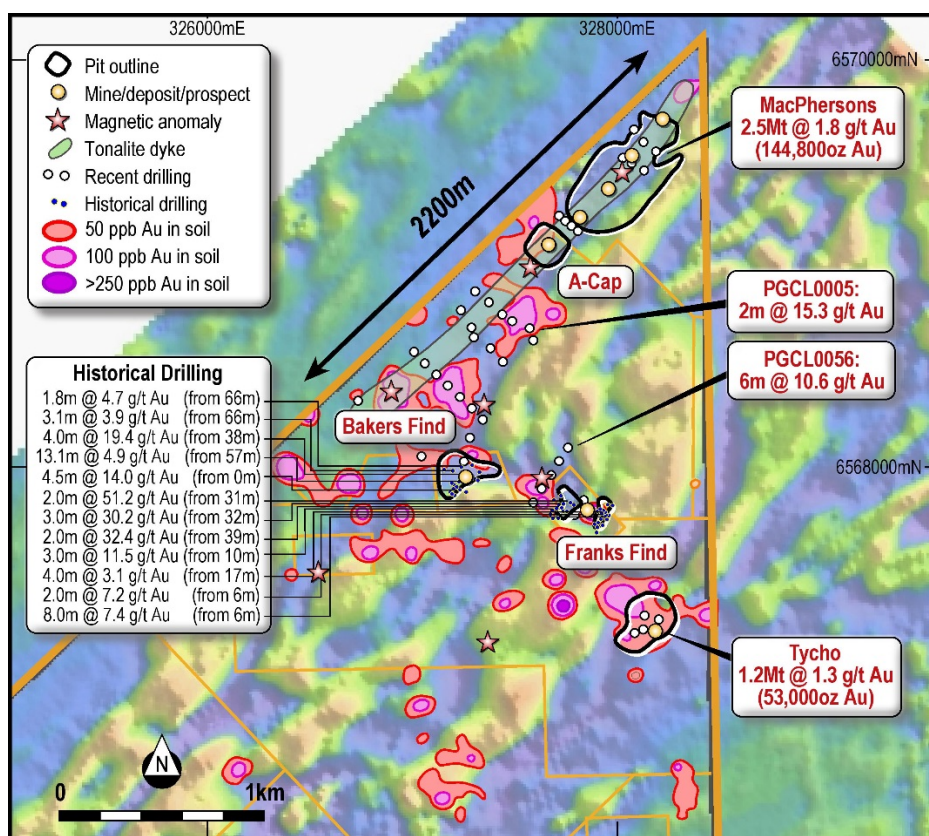 326000mE
328000mE
6570000mN
Pit outline
Mine/deposit/prospect
Magnetic anomaly
Tonalite dyke
Recent drilling
Historical drilling
50 ppb Au in soil
100 ppb Au in soil
>250 ppb Au in soil
2200m
MacPhersons
2.5Mt @ 1.8 g/t Au
(144,800oz Au)
A-Cap
PGCL0005:
2m @ 15.3 g/t Au
PGCL0056:
6m @ 10.6 g/t Au
Historical Drilling
1.8m @ 4.7 g/t Au (from 66m)
3.1m @ 3.9 g/t Au (from 66m)
4.0m @ 19.4 g/t Au (from 38m)
13.1m @ 4.9 g/t Au (from 57m)
4.5m @ 14.0 g/t Au (from 0m)
2.0m @ 51.2 g/t Au (from 31m)
3.0m @ 30.2 g/t Au (from 32m)
2.0m @ 32.4 g/t Au (from 39m)
3.0m @ 11.5 g/t Au (from 10m)
4.0m @ 3.1 g/t Au (from 17m)
2.0m @ 7.2 g/t Au (from 6m)
8.0m @ 7.4 g/t Au (from 6m)
Bakers Find
6568000mN
Franks Find
Tycho
1.2Mt @ 1.3 g/t Au
(53,000oz Au)
N
0 1km